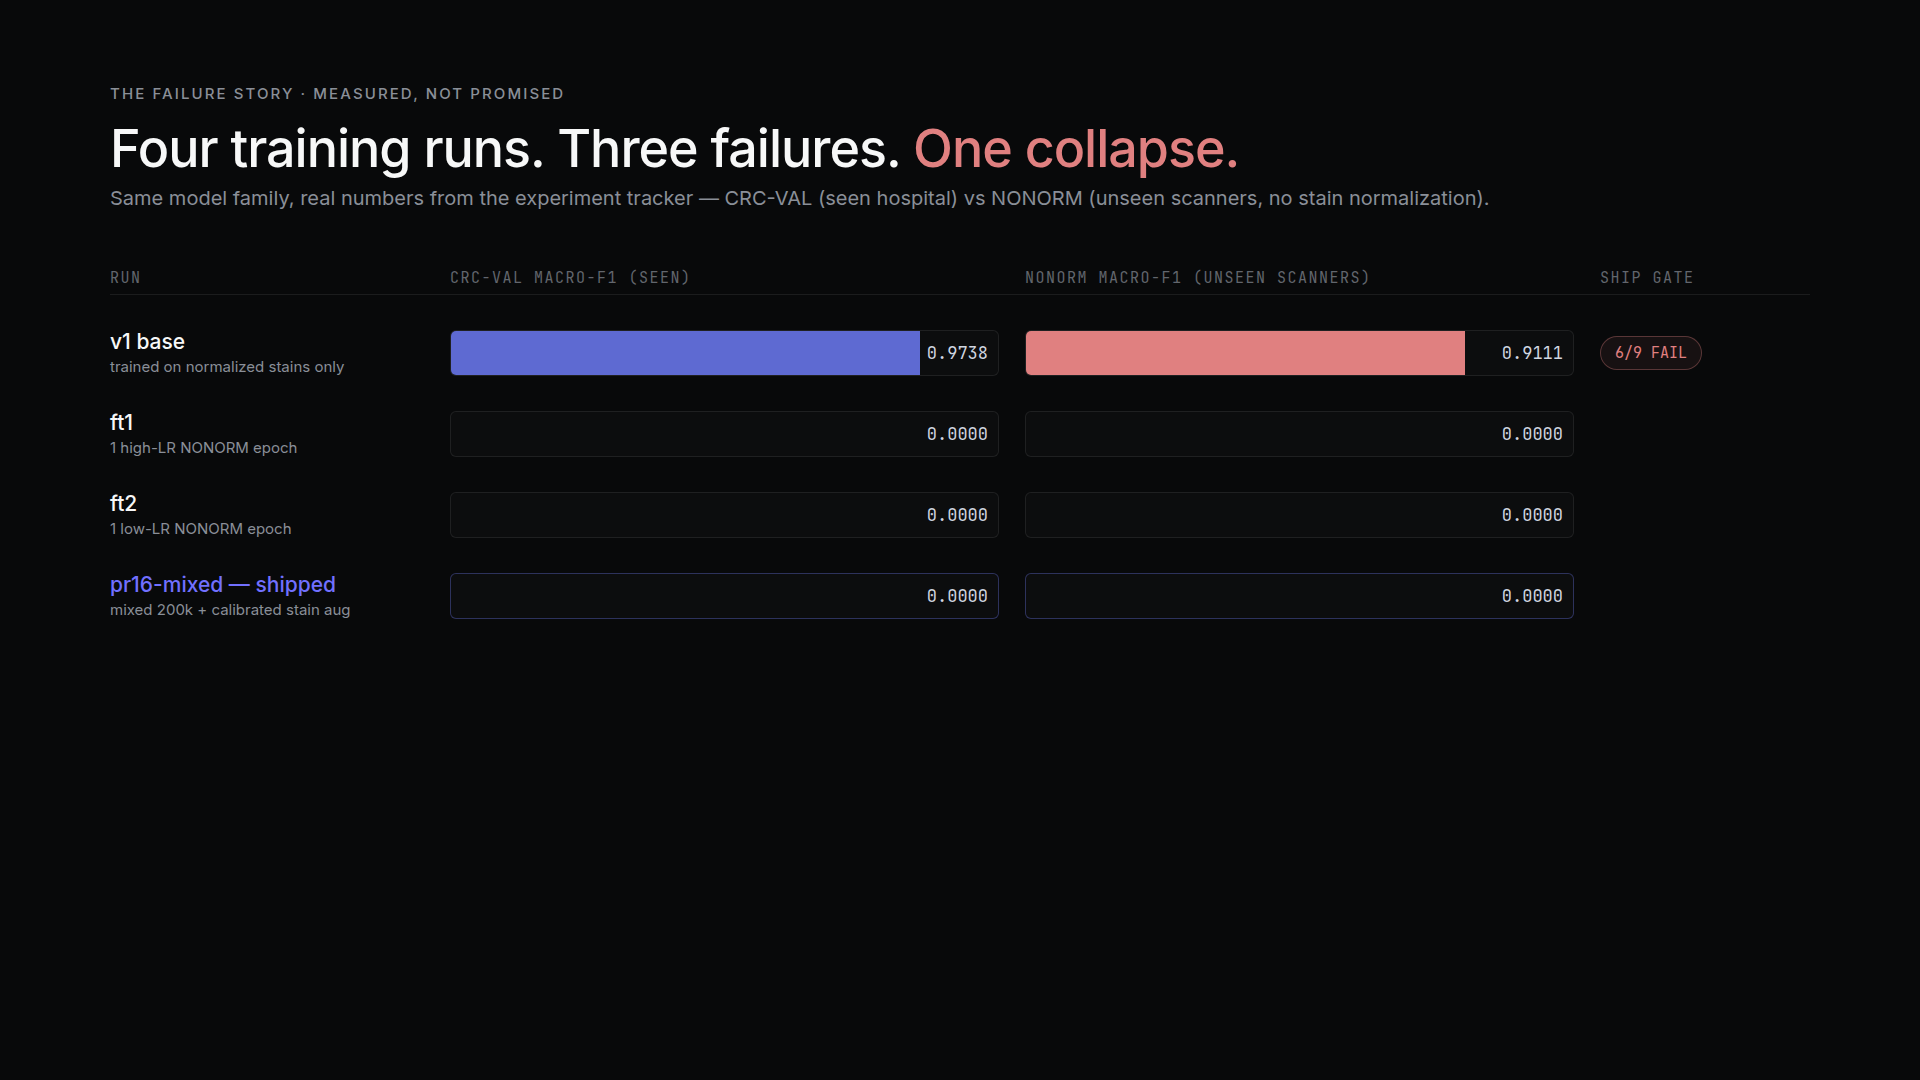 THE FAILURE STORY · MEASURED, NOT PROMISED
Four training runs. Three failures. One collapse.
Same model family, real numbers from the experiment tracker — CRC-VAL (seen hospital) vs NONORM (unseen scanners, no stain normalization).
RUN CRC-VAL MACRO-F1 (SEEN) NONORM MACRO-F1 (UNSEEN SCANNERS) SHIP GATE
v1 base
trained on normalized stains only
0.9738 0.9111 6/9 FAIL
ft1
1 high-LR NONORM epoch
0.0000 0.0000
ft2
1 low-LR NONORM epoch
0.0000 0.0000
pr16-mixed — shipped
mixed 200k + calibrated stain aug
0.0000 0.0000